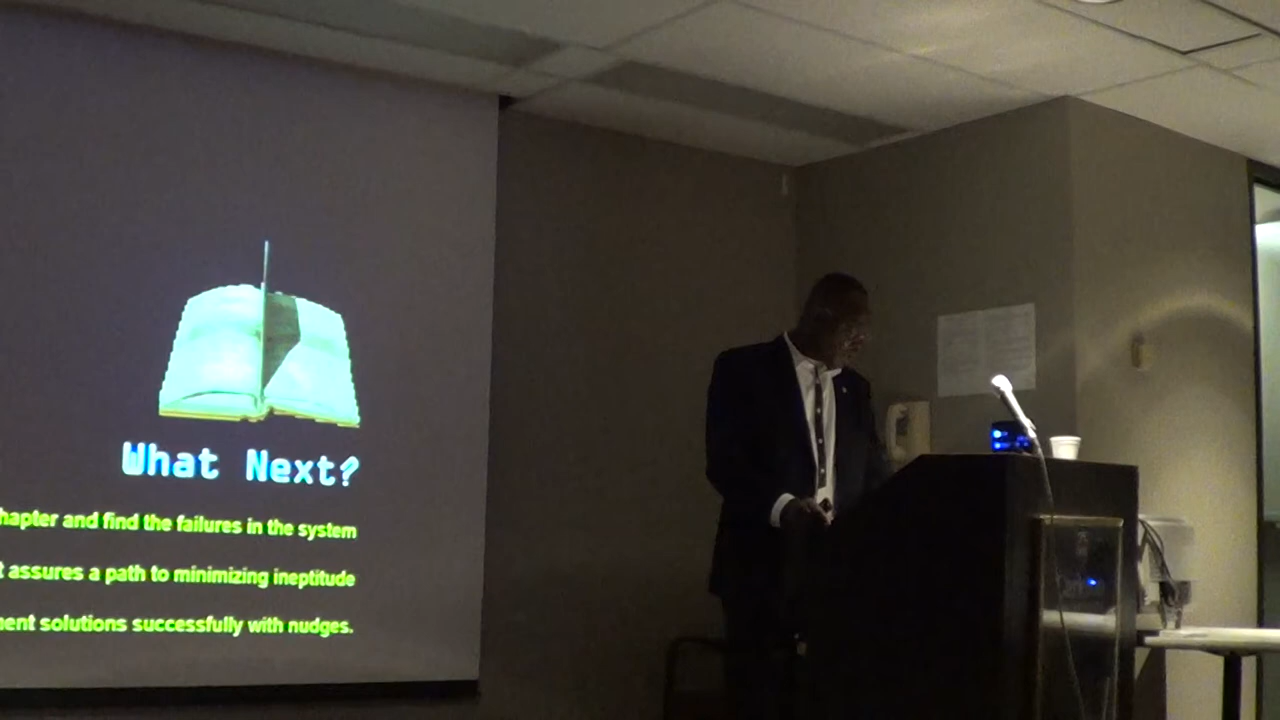 What Next?
hapter and find the failures in the system
t assures a path to minimizing ineptitude
ent solutions successfully with nudges.